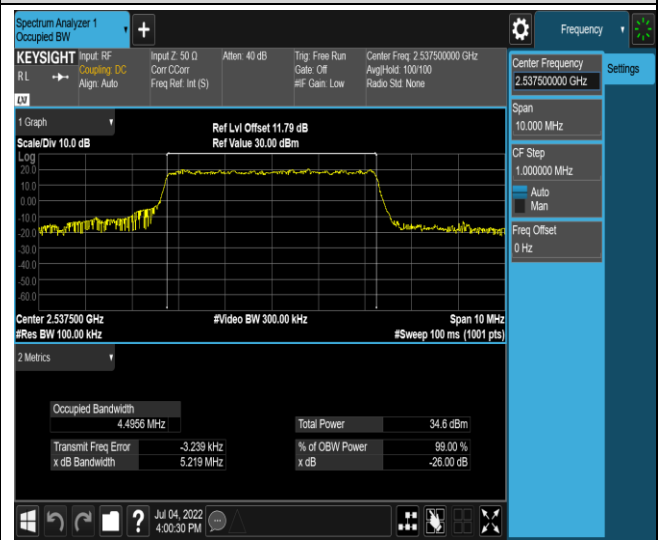 Spectrum Analyzer 1
Occupied BW
+
Frequency
KEYSIGHT Input: RF Input Z: 50 Ω Atten: 40 dB Trig: Free Run Center Freq: 2.537500000 GHz
RL Coupling: DC Corr CCorr Gate: Off Avg|Hold: 100/100
Align: Auto Freq Ref: Int (S) #IF Gain: Low Radio Std: None
LXI
Center Frequency
2.537500000 GHz
Settings
Span
10.000 MHz
CF Step
1.000000 MHz
Auto
Man
Freq Offset
0 Hz
1 Graph
Ref Lvl Offset 11.79 dB
Scale/Div 10.0 dB Ref Value 30.00 dBm
Log
20.0
10.0
0.00
-10.0
-20.0
-30.0
-40.0
-50.0
-60.0
Center 2.537500 GHz #Video BW 300.00 kHz Span 10 MHz
#Res BW 100.00 kHz #Sweep 100 ms (1001 pts)
2 Metrics
Occupied Bandwidth
4.4956 MHz Total Power 34.6 dBm
Transmit Freq Error -3.239 kHz % of OBW Power 99.00 %
x dB Bandwidth 5.219 MHz x dB -26.00 dB
? Jul 04, 2022
4:00:30 PM